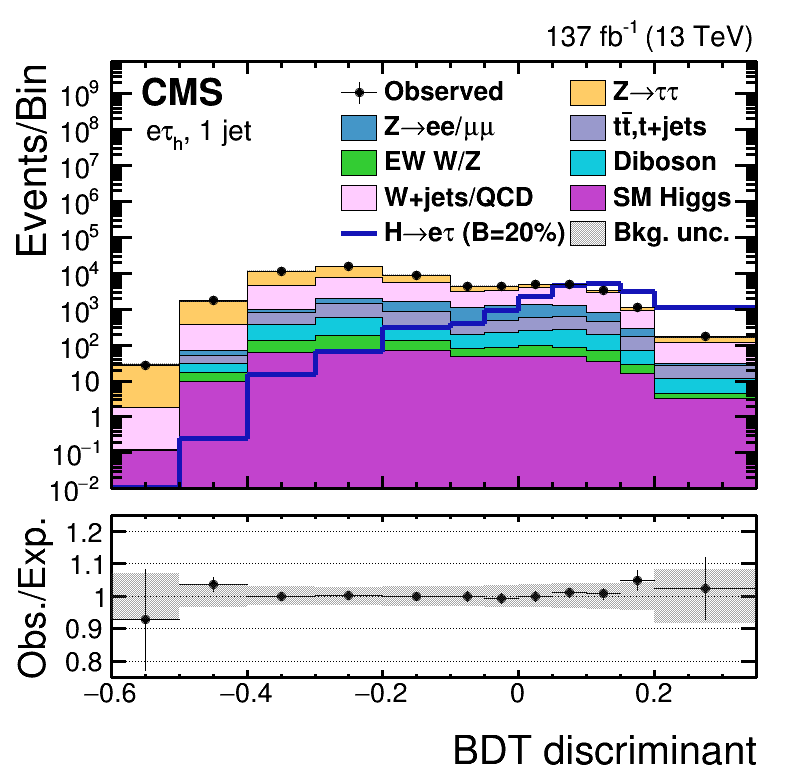 137 fb⁻¹ (13 TeV)
Events/Bin
CMS
eτₕ, 1 jet
Observed
Z→ττ
Z→ee/μμ
tt̄,t+jets
EW W/Z
Diboson
W+jets/QCD
SM Higgs
H→eτ (B=20%)
Bkg. unc.
10⁹
10⁸
10⁷
10⁶
10⁵
10⁴
10³
10²
10
1
10⁻¹
10⁻²
Obs./Exp.
1.2
1.1
1
0.9
0.8
−0.6 −0.4 −0.2 0 0.2
BDT discriminant